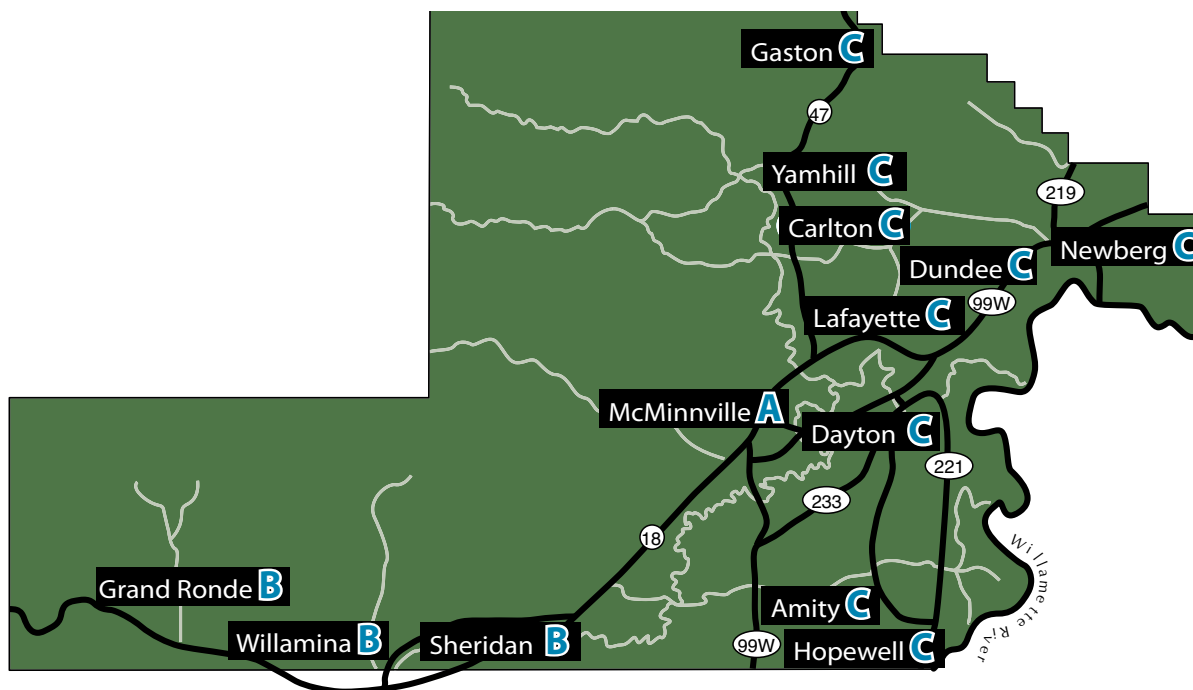 Gaston C
47
Yamhill C
219
Carlton C
Newberg C
Dundee C
99W
Lafayette C
McMinnville A
Dayton C
221
233
18
Willamette River
Grand Ronde B
Amity C
Willamina B
Sheridan B
99W
Hopewell C